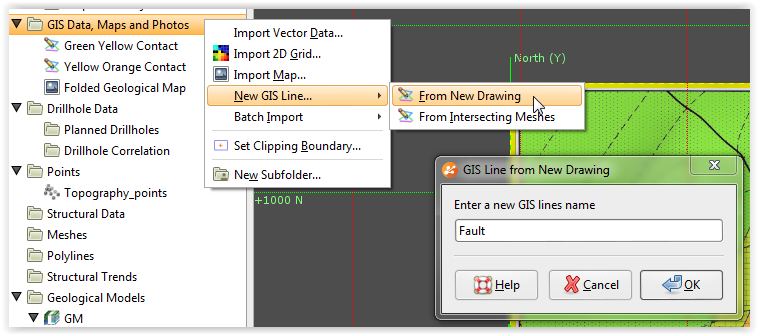 GIS Data, Maps and Photos
Green Yellow Contact
Yellow Orange Contact
Folded Geological Map
Drillhole Data
Planned Drillholes
Drillhole Correlation
Points
Topography_points
Structural Data
Meshes
Polylines
Structural Trends
Geological Models
GM
Import Vector Data...
Import 2D Grid...
Import Map...
New GIS Line...
Batch Import
Set Clipping Boundary...
New Subfolder...
From New Drawing
From Intersecting Meshes
North (Y)
+1000 N
GIS Line from New Drawing
Enter a new GIS lines name
Fault
Help
Cancel
OK